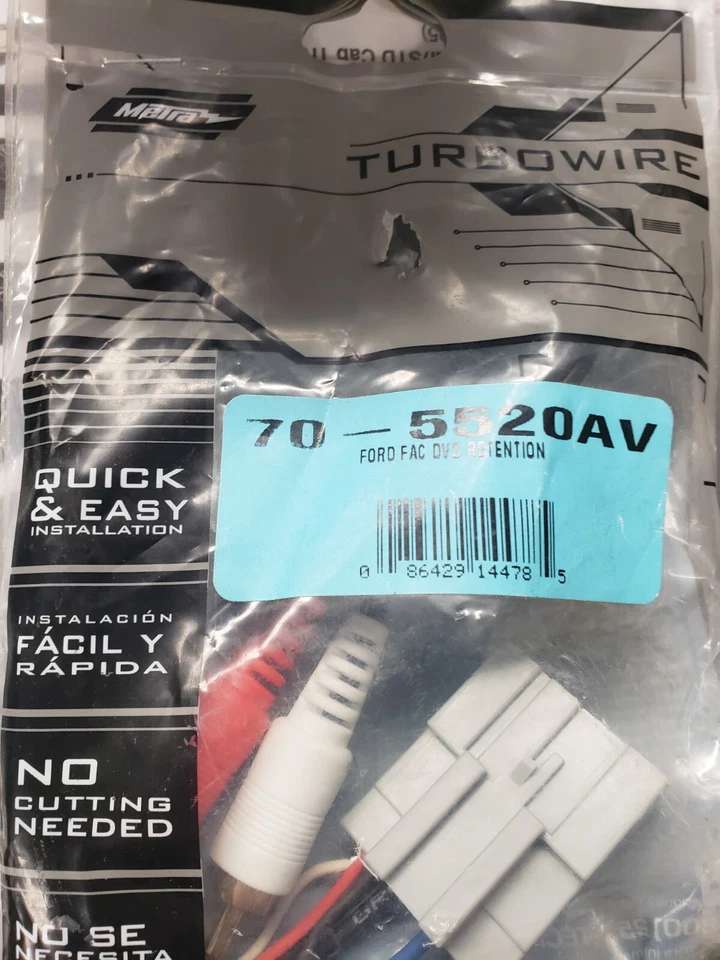 Metra
TURBOWIRE
70-5520AV
FORD FAC DVD RETENTION
0 86429 14478 5
QUICK
& EASY
INSTALLATION
INSTALACIÓN
FÁCIL Y
RÁPIDA
NO
CUTTING
NEEDED
NO SE
NECESITA